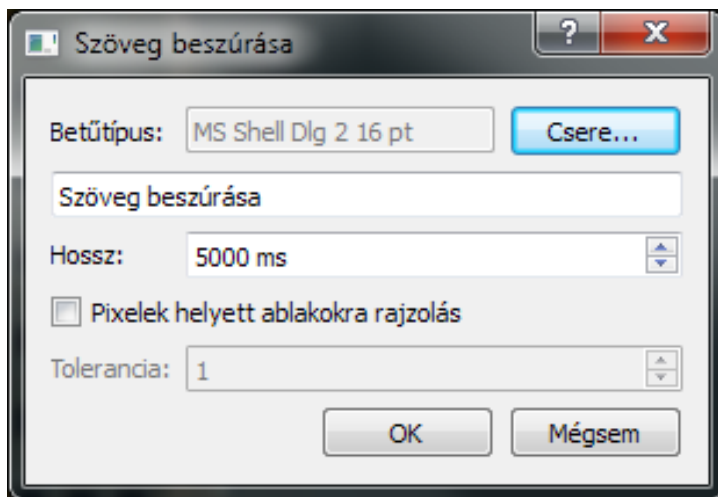 Szöveg beszúrása
Betűtípus: MS Shell Dlg 2 16 pt Csere...
Szöveg beszúrása
Hossz: 5000 ms
Pixelek helyett ablakokra rajzolás
Tolerancia: 1
OK Mégsem